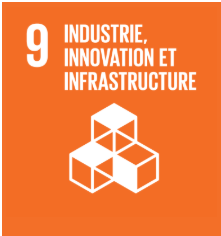 9 INDUSTRIE,
INNOVATION ET
INFRASTRUCTURE